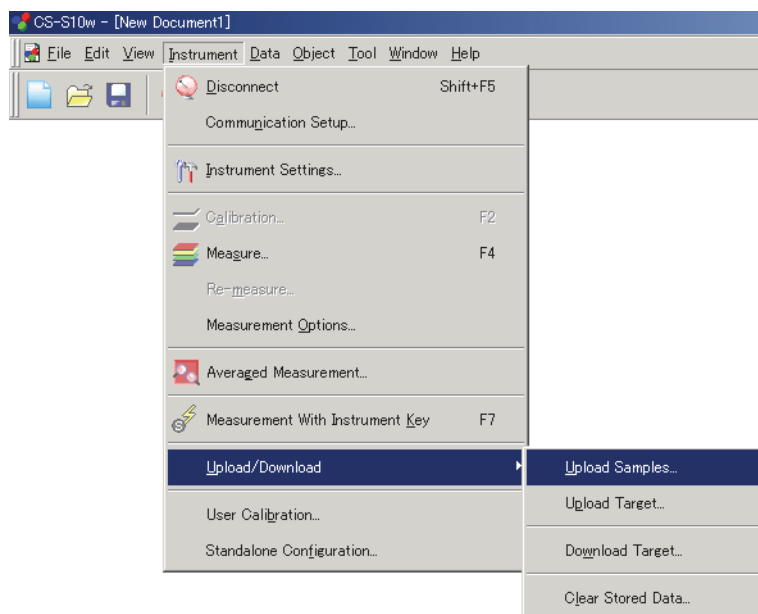 CS-S10w - [New Document1]
File Edit View Instrument Data Object Tool Window Help
Disconnect Shift+F5
Communication Setup...
Instrument Settings...
Calibration... F2
Measure... F4
Re-measure...
Measurement Options...
Averaged Measurement...
S Measurement With Instrument Key F7
Upload/Download
User Calibration...
Standalone Configuration...
Upload Samples...
Upload Target...
Download Target...
Clear Stored Data...